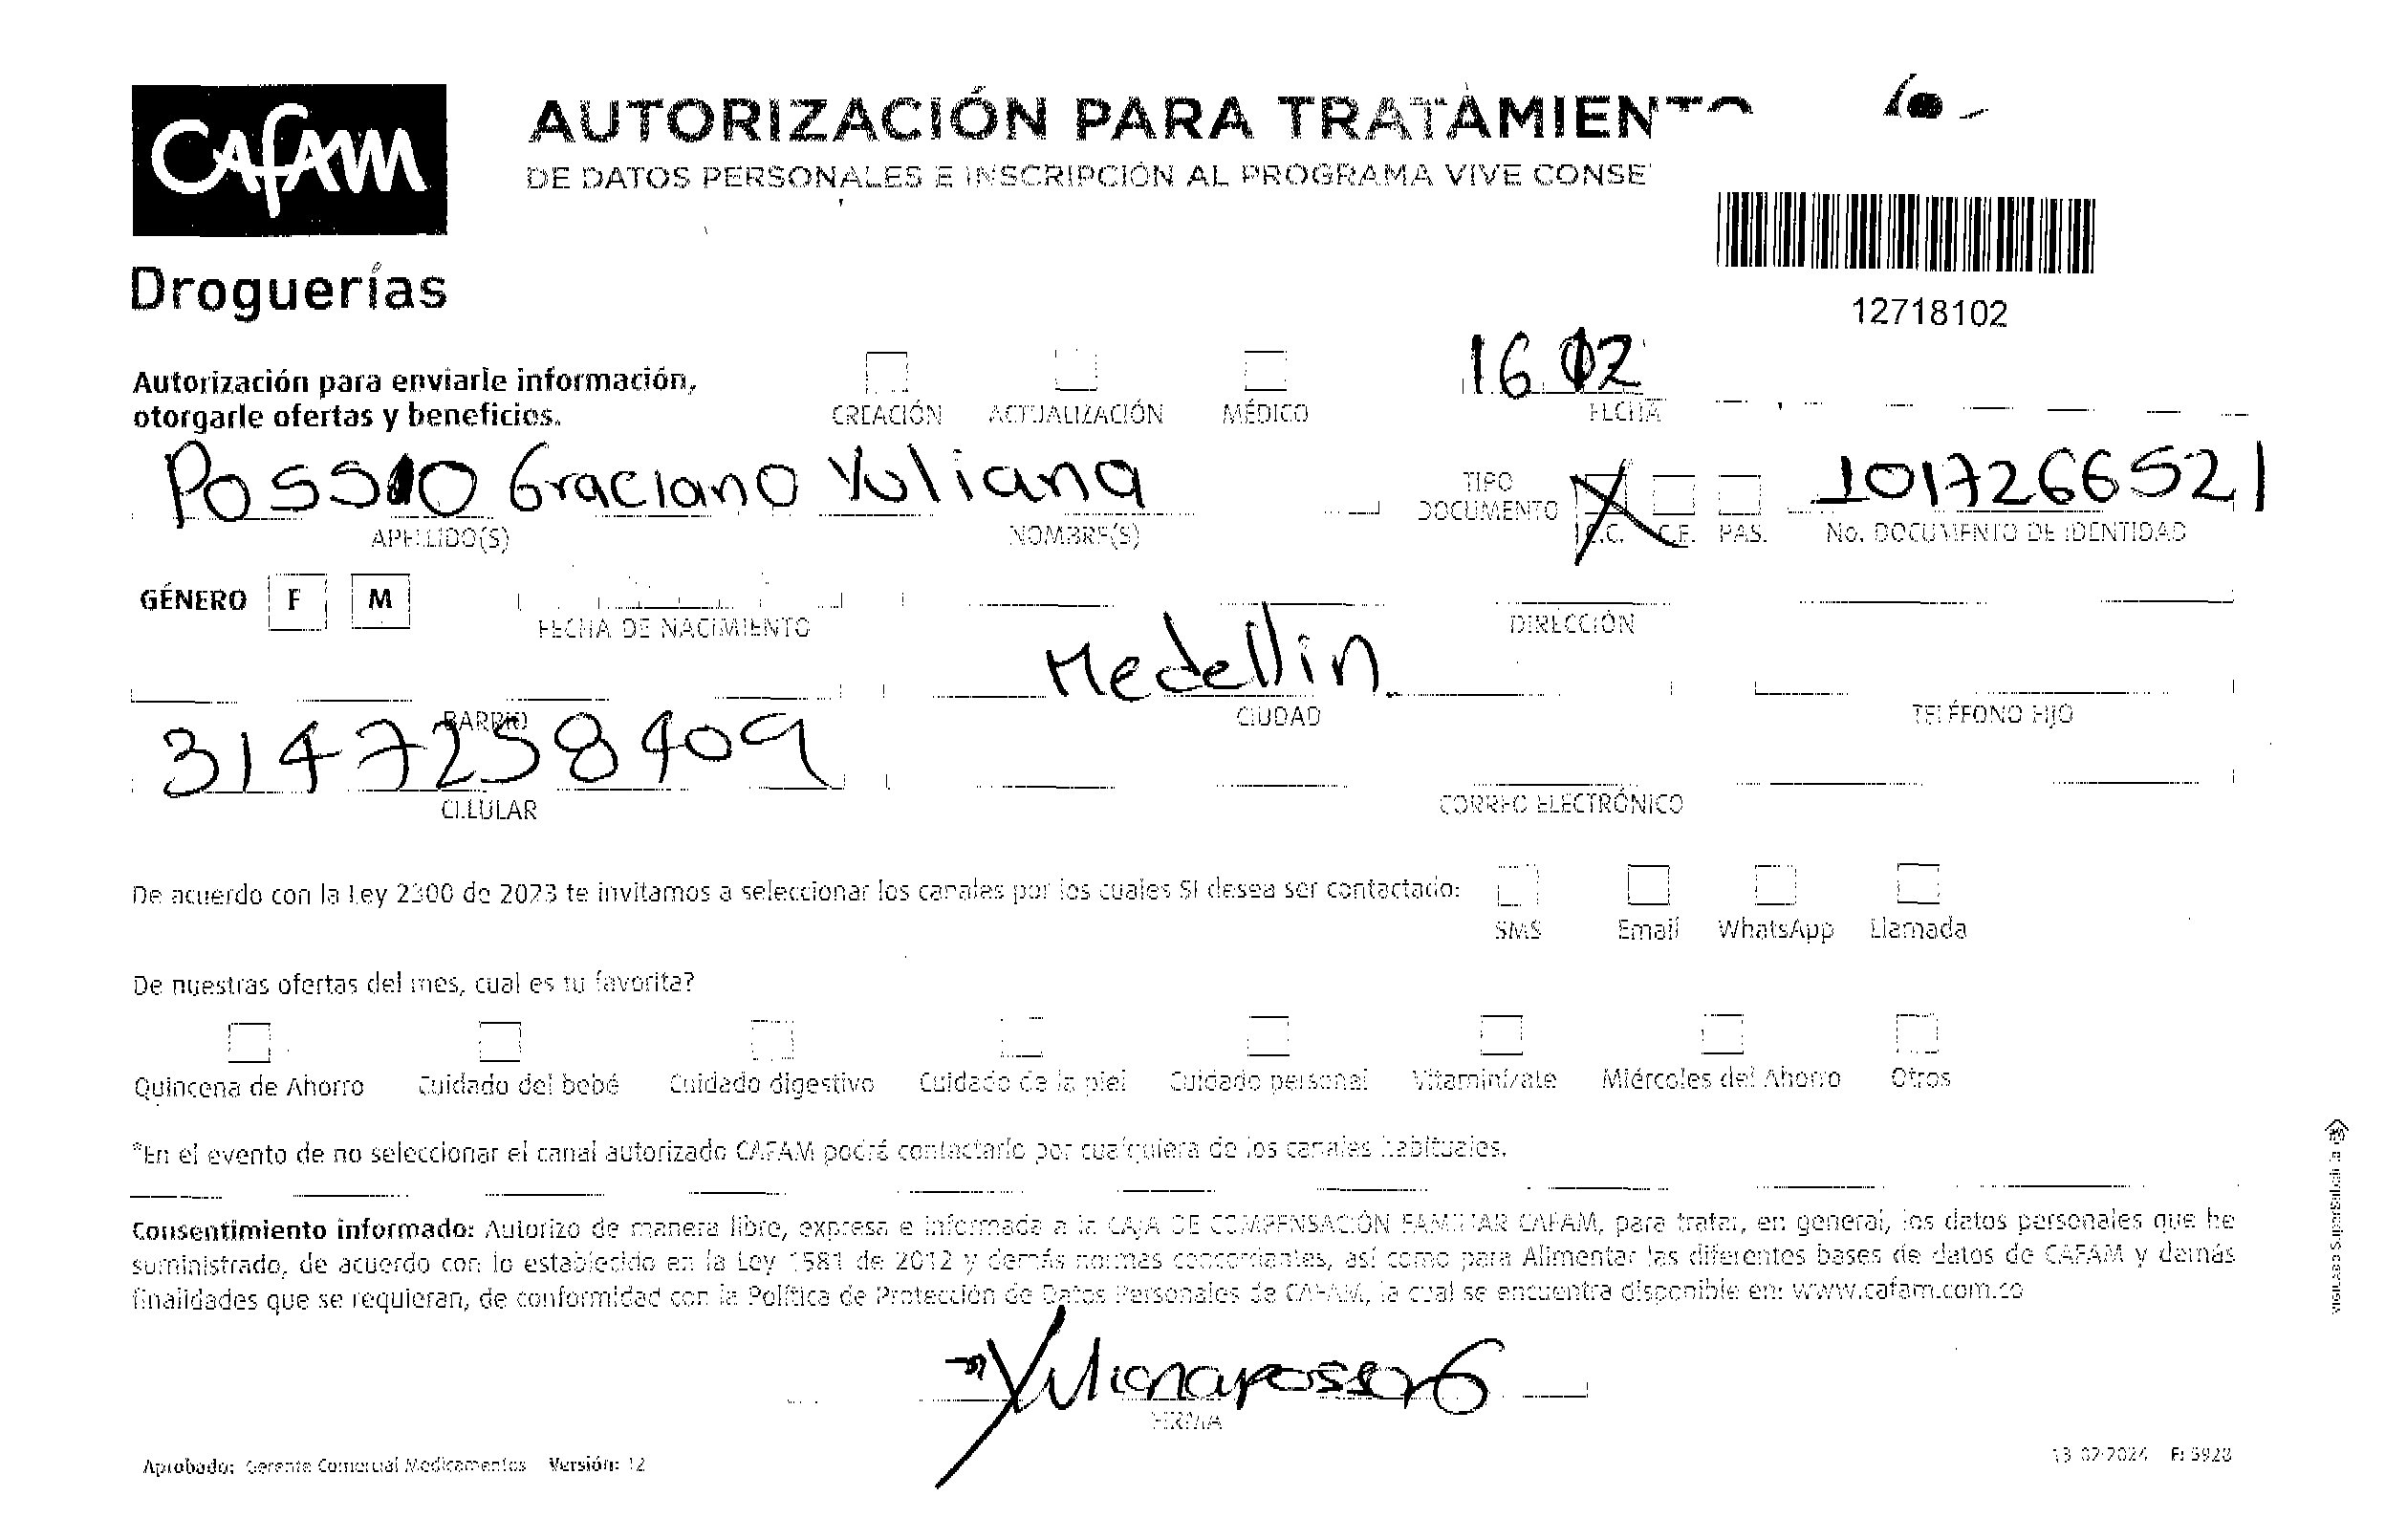 CAFAM
Droguerías
AUTORIZACIÓN PARA TRATAMIENTO
DE DATOS PERSONALES E INSCRIPCIÓN AL PROGRAMA VIVE CONSE
12718102
Autorización para enviarle información,
otorgarle ofertas y beneficios.
CREACIÓN ACTUALIZACIÓN MÉDICO
16 02
FECHA
Possio Graciano Yuliana
APELLIDO(S) NOMBRE(S)
TIPO DOCUMENTO X C.C. C.E. PAS.
1017266521
No. DOCUMENTO DE IDENTIDAD
GÉNERO F M
FECHA DE NACIMIENTO DIRECCIÓN
Medellin
BARRIO CIUDAD TELÉFONO FIJO
3147258409
CELULAR CORREO ELECTRÓNICO
De acuerdo con la Ley 2300 de 2023 te invitamos a seleccionar los canales por los cuales SI desea ser contactado:
SMS Email WhatsApp Llamada
De nuestras ofertas del mes, cual es tu favorita?
Quincena de Ahorro Cuidado del bebé Cuidado digestivo Cuidado de la piel Cuidado personal Vitamínízate Miércoles del Ahorro Otros
*En el evento de no seleccionar el canal autorizado CAFAM podrá contactarlo por cualquiera de los canales habituales.
Consentimiento informado: Autorizo de manera libre, expresa e informada a la CAJA DE COMPENSACIÓN FAMILIAR CAFAM, para tratar, en general, los datos personales que he
suministrado, de acuerdo con lo establecido en la Ley 1581 de 2012 y demás normas concordantes, así como para Alimentar las diferentes bases de datos de CAFAM y demás
finalidades que se requieran, de conformidad con la Política de Protección de Datos Personales de CAFAM, la cual se encuentra disponible en: www.cafam.com.co
Yuliana possio G
FIRMA
Aprobado: Gerente Comercial Medicamentos Versión: 12
13-02-2024 F: 5928
VIGILADO SuperSubsidio